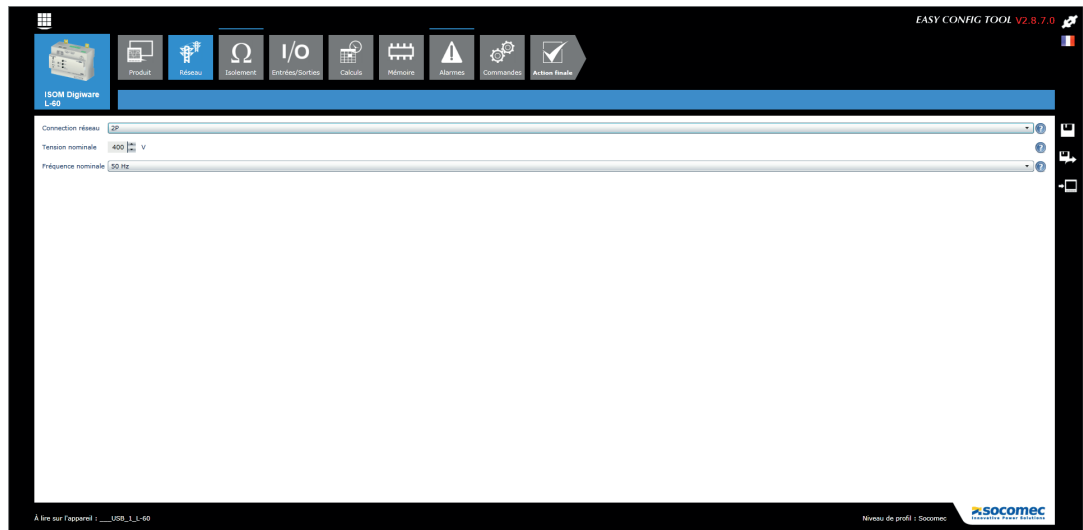 EASY CONFIG TOOL V2.8.7.0
Produit
Réseau
Ω
Isolement
I/O
Entrées/Sorties
Calculs
Mémoire
Alarmes
Commandes
Action finale
ISOM Digiware
L-60
Connection réseau 2P
Tension nominale 400 V
Fréquence nominale 50 Hz
À lire sur l'appareil : ___USB_1_L-60
Niveau de profil : Socomec
socomec
Innovative Power Solutions